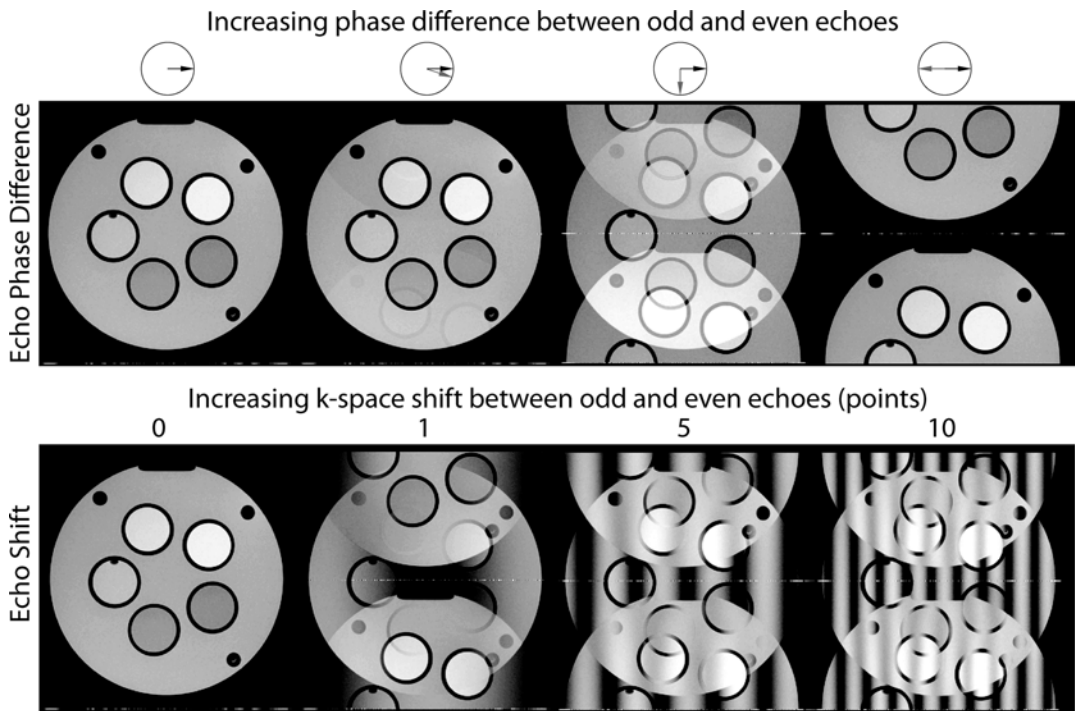 Increasing phase difference between odd and even echoes
Echo Phase Difference
Increasing k-space shift between odd and even echoes (points)
0 1 5 10
Echo Shift